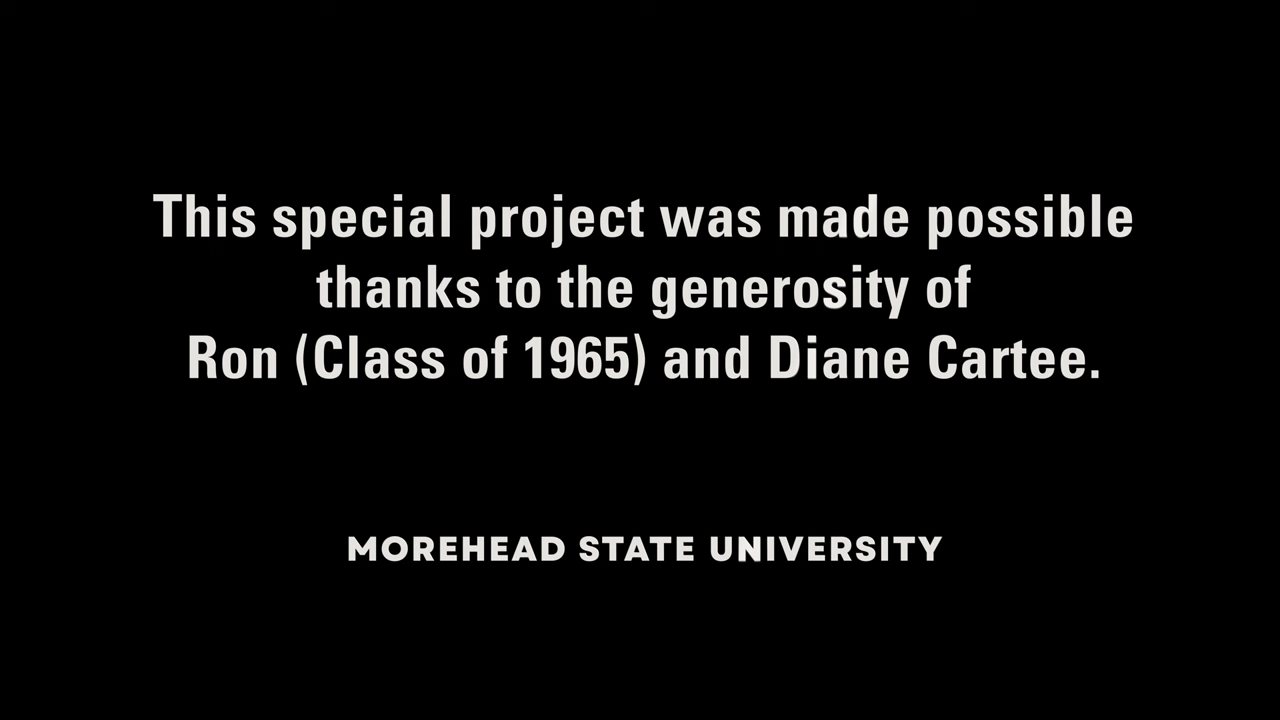 This special project was made possible
thanks to the generosity of
Ron (Class of 1965) and Diane Cartee.
MOREHEAD STATE UNIVERSITY